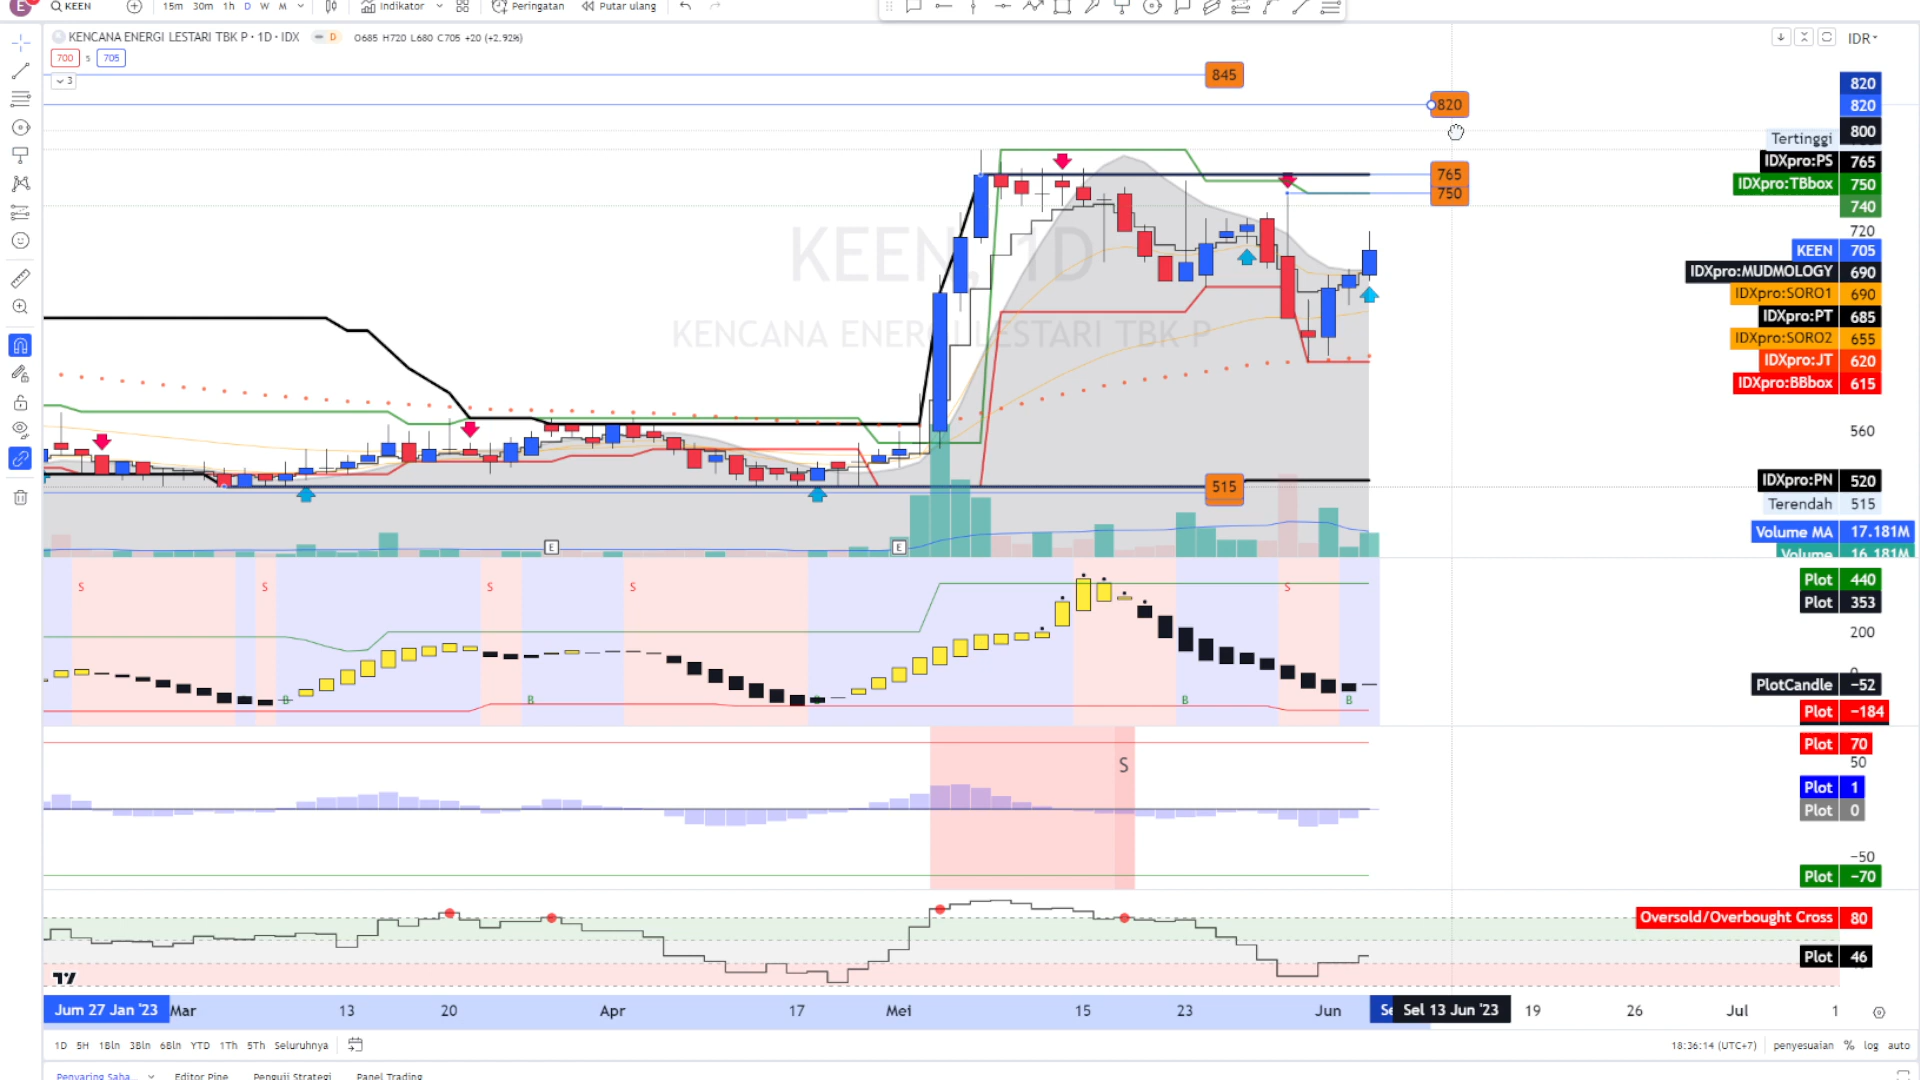 E KEEN 15m 30m 1h D W M Indikator Peringatan Putar ulang
KENCANA ENERGI LESTARI TBK P · 1D · IDX D O685 H720 L680 C705 +20 (+2.92%) IDR
700 5 705
3
845
820
765
750
515
KEEN, 1D
KENCANA ENERGI LESTARI TBK P
820
820
800
Tertinggi
IDXpro:PS 765
IDXpro:TBbox 750
740
720
KEEN 705
IDXpro:MUDMOLOGY 690
IDXpro:SORO1 690
IDXpro:PT 685
IDXpro:SORO2 655
IDXpro:JT 620
IDXpro:BBbox 615
560
IDXpro:PN 520
Terendah 515
Volume MA 17.181M
Volume 16.181M
E E
S S S S S
B B B B B
Plot 440
Plot 353
200
PlotCandle −52
Plot −184
S
Plot 70
50
Plot 1
Plot 0
−50
Plot −70
Oversold/Overbought Cross 80
Plot 46
Jum 27 Jan '23 Mar 13 20 Apr 17 Mei 15 23 Jun Sel 13 Jun '23 19 26 Jul 1
1D 5H 1Bln 3Bln 6Bln YTD 1Th 5Th Seluruhnya 18:36:14 (UTC+7) penyesuaian % log auto
Penyaring Saha... Editor Pine Penguji Strategi Panel Trading